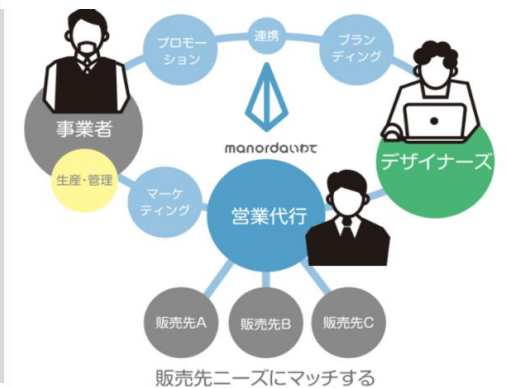 プロモー
ション
連携
ブラン
ディング
事業者
manordaいわて
デザイナーズ
生産・管理
マーケ
ティング
営業代行
販売先A
販売先B
販売先C
販売先ニーズにマッチする